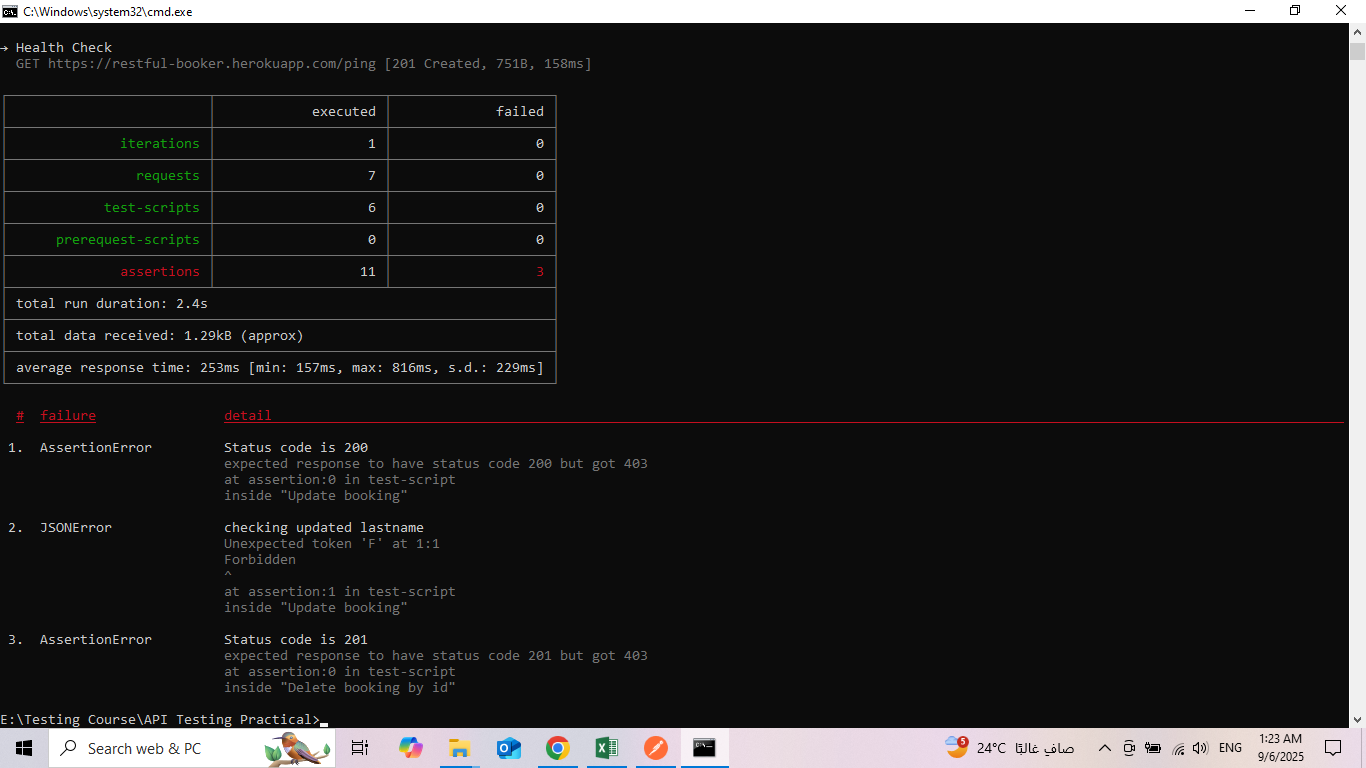 C:\Windows\system32\cmd.exe
→ Health Check
GET https://restful-booker.herokuapp.com/ping [201 Created, 751B, 158ms]
executed failed
iterations 1 0
requests 7 0
test-scripts 6 0
prerequest-scripts 0 0
assertions 11 3
total run duration: 2.4s
total data received: 1.29kB (approx)
average response time: 253ms [min: 157ms, max: 816ms, s.d.: 229ms]
# failure detail
1. AssertionError Status code is 200
expected response to have status code 200 but got 403
at assertion:0 in test-script
inside "Update booking"
2. JSONError checking updated lastname
Unexpected token 'F' at 1:1
Forbidden
^
at assertion:1 in test-script
inside "Update booking"
3. AssertionError Status code is 201
expected response to have status code 201 but got 403
at assertion:0 in test-script
inside "Delete booking by id"
E:\Testing Course\API Testing Practical>
Search web & PC
5
24°C صافٍ غالبًا
ENG
1:23 AM
9/6/2025